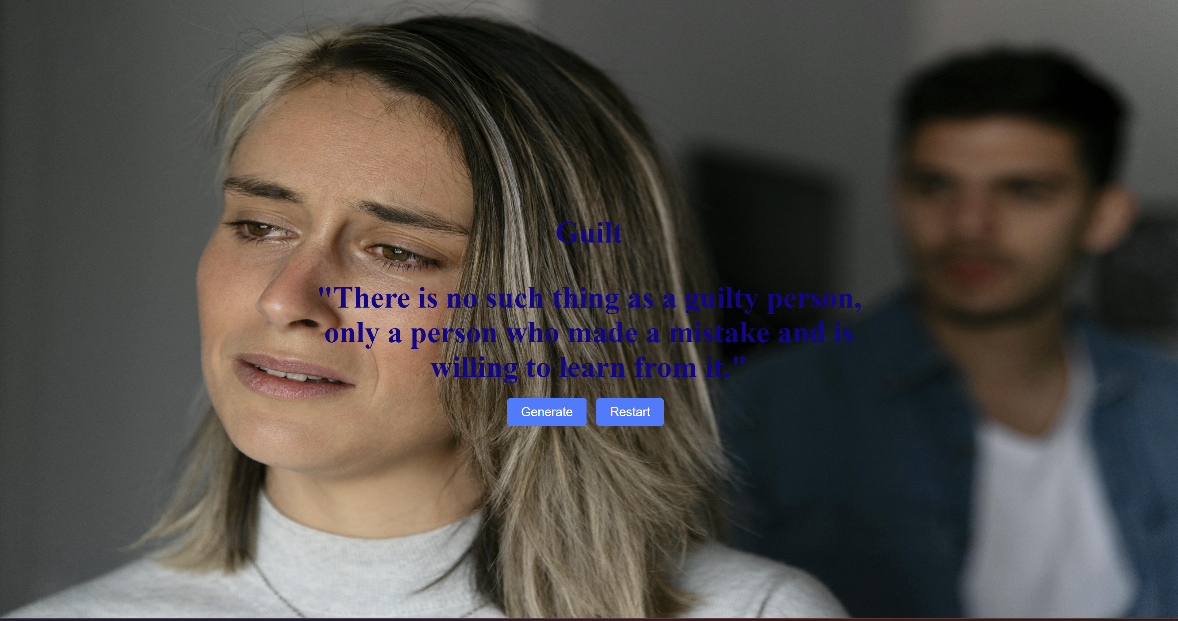 Guilt
"There is no such thing as a guilty person,
only a person who made a mistake and is
willing to learn from it."
Generate Restart